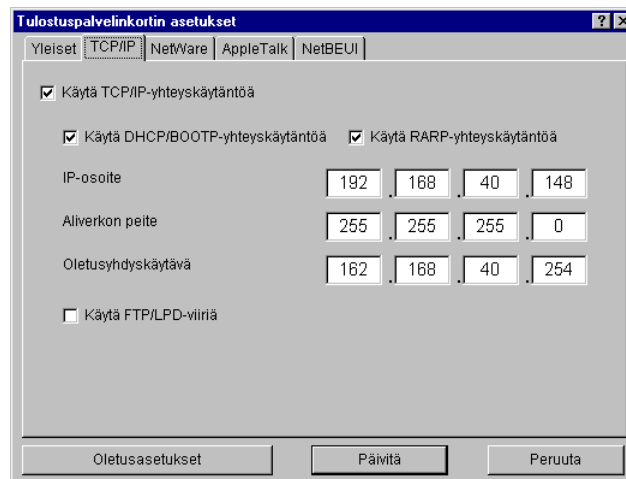 Tulostuspalvelinkortin asetukset
Yleiset TCP/IP NetWare AppleTalk NetBEUI
Käytä TCP/IP-yhteyskäytäntöä
Käytä DHCP/BOOTP-yhteyskäytäntöä Käytä RARP-yhteyskäytäntöä
IP-osoite 192 . 168 . 40 . 148
Aliverkon peite 255 . 255 . 255 . 0
Oletusyhdyskäytävä 162 . 168 . 40 . 254
Käytä FTP/LPD-viiriä
Oletusasetukset Päivitä Peruuta